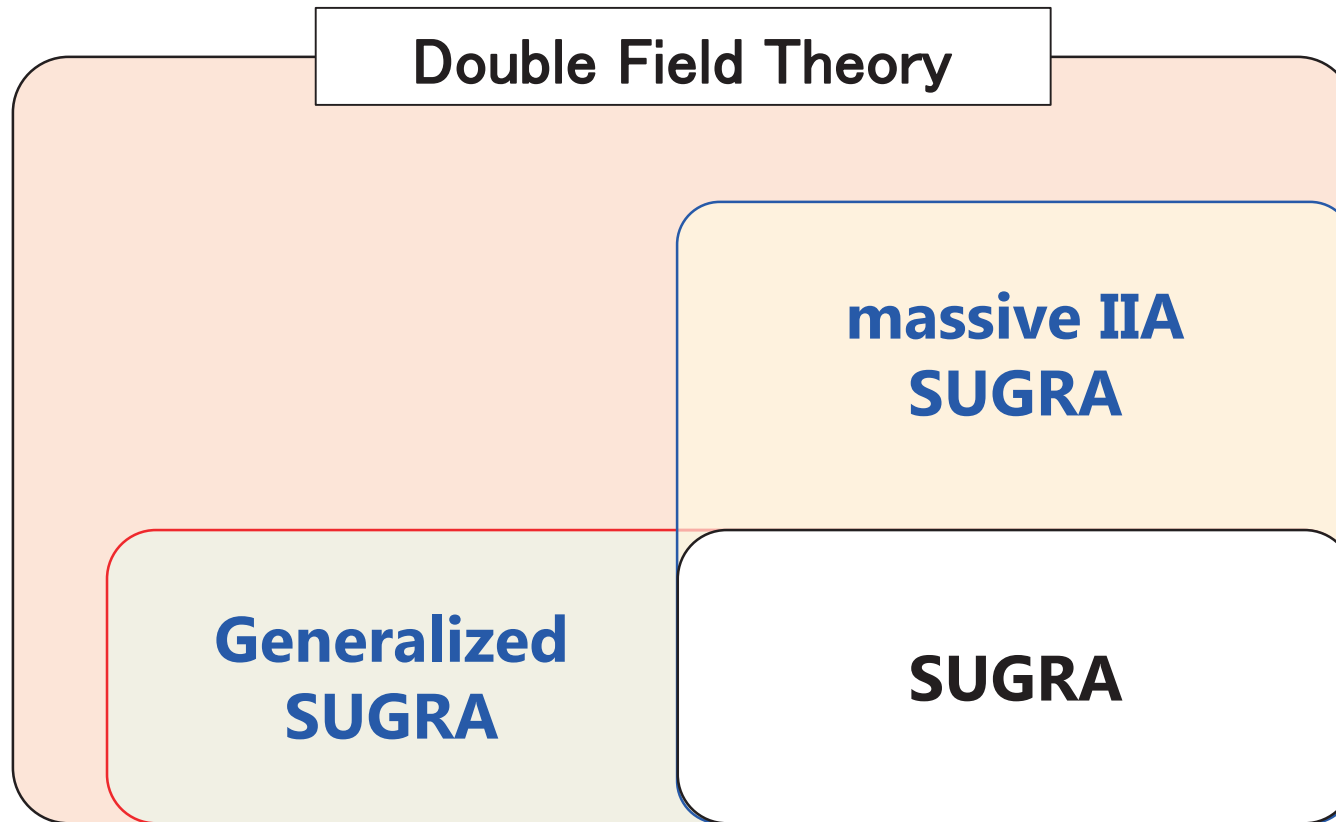 Double Field Theory
massive IIA
SUGRA
Generalized
SUGRA
SUGRA